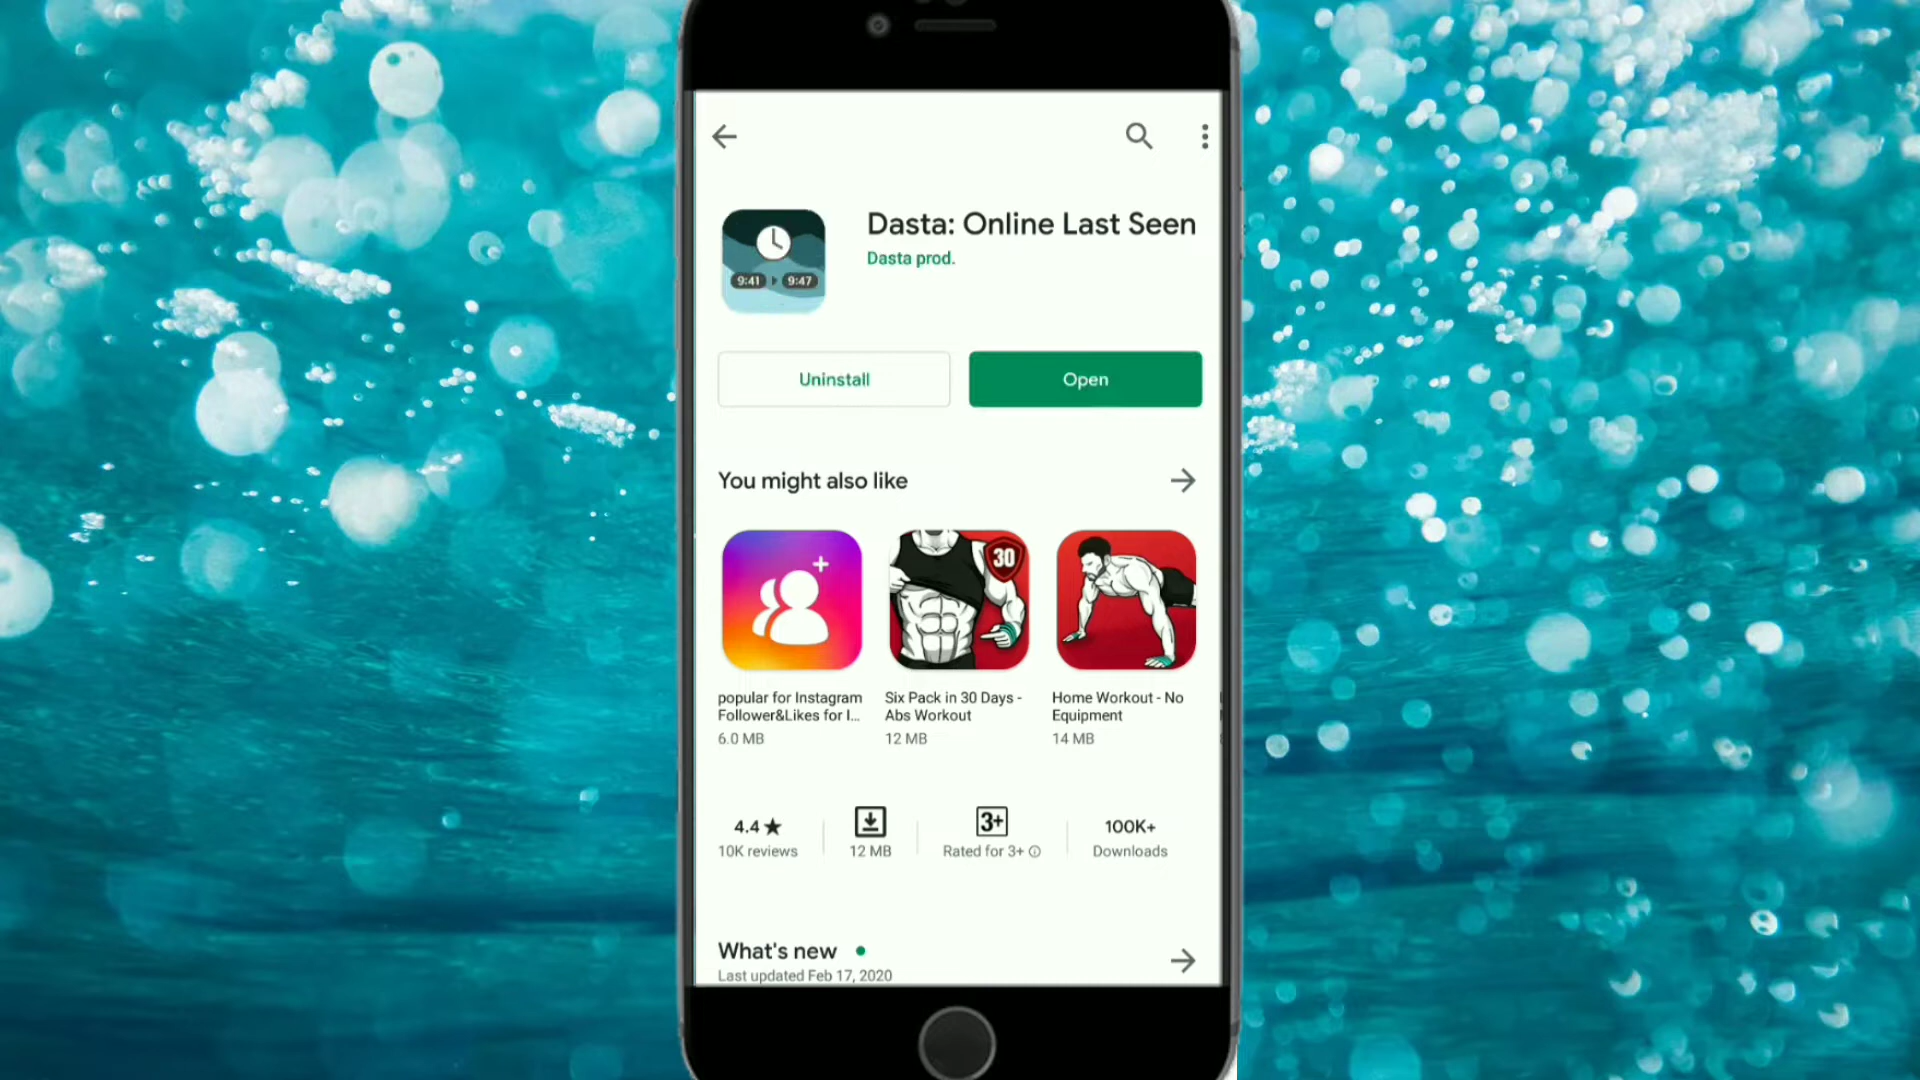 Dasta: Online Last Seen
Dasta prod.
9:41 9:47
Uninstall
Open
You might also like
30
popular for Instagram
Follower&Likes for I...
6.0 MB
Six Pack in 30 Days -
Abs Workout
12 MB
Home Workout - No
Equipment
14 MB
4.4★
10K reviews
12 MB
3+
Rated for 3+
100K+
Downloads
What's new
Last updated Feb 17, 2020